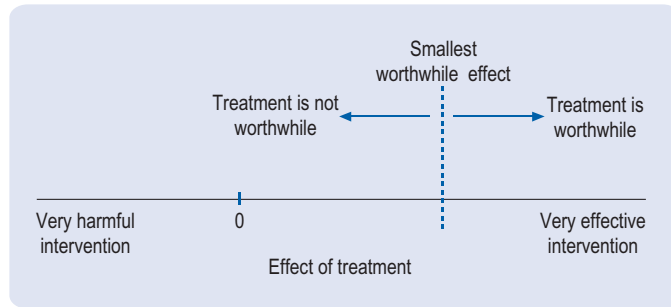 Smallest
worthwhile effect
Treatment is not
worthwhile
Treatment is
worthwhile
Very harmful
intervention
0
Very effective
intervention
Effect of treatment